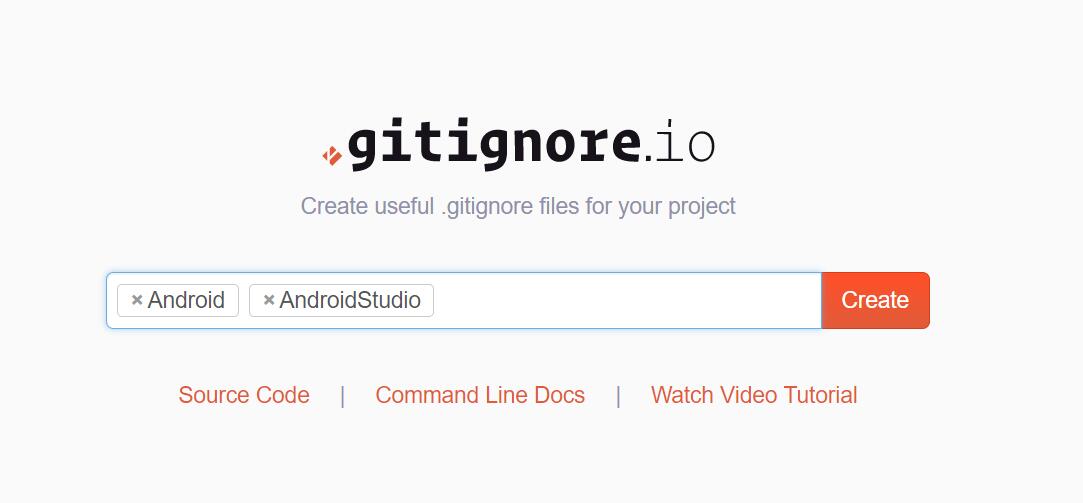 .gitignore.io
Create useful .gitignore files for your project
× Android × AndroidStudio Create
Source Code | Command Line Docs | Watch Video Tutorial